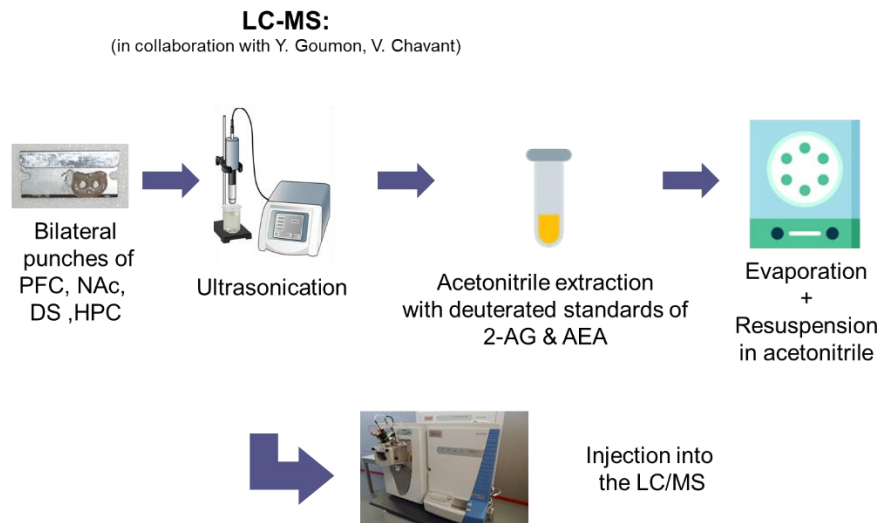 LC-MS:
(in collaboration with Y. Goumon, V. Chavant)
Bilateral
punches of
PFC, NAc,
DS ,HPC
Ultrasonication
Acetonitrile extraction
with deuterated standards of
2-AG & AEA
Evaporation
+
Resuspension
in acetonitrile
Injection into
the LC/MS